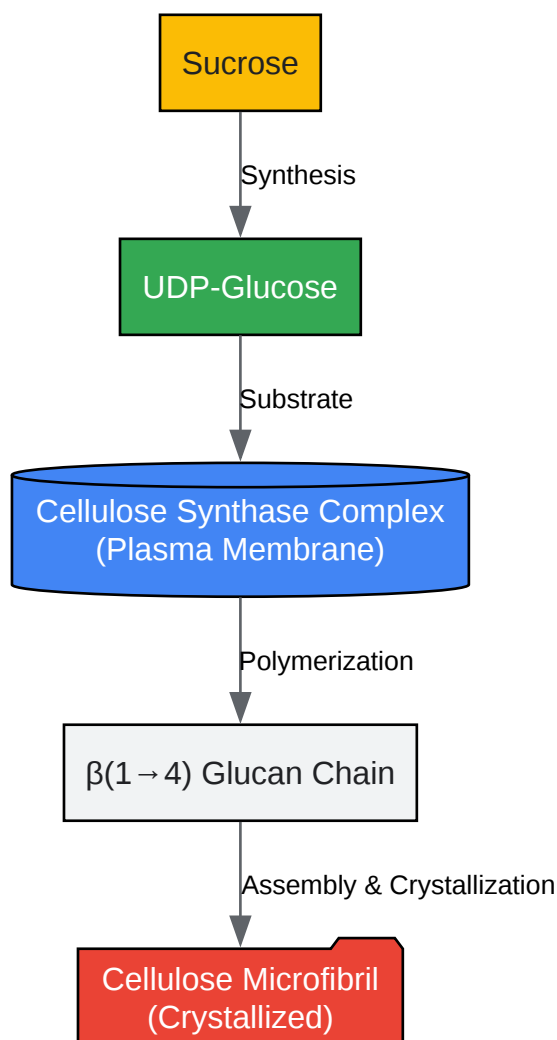 Sucrose
Synthesis
UDP-Glucose
Substrate
Cellulose Synthase Complex
(Plasma Membrane)
Polymerization
β(1→4) Glucan Chain
Assembly & Crystallization
Cellulose Microfibril
(Crystallized)